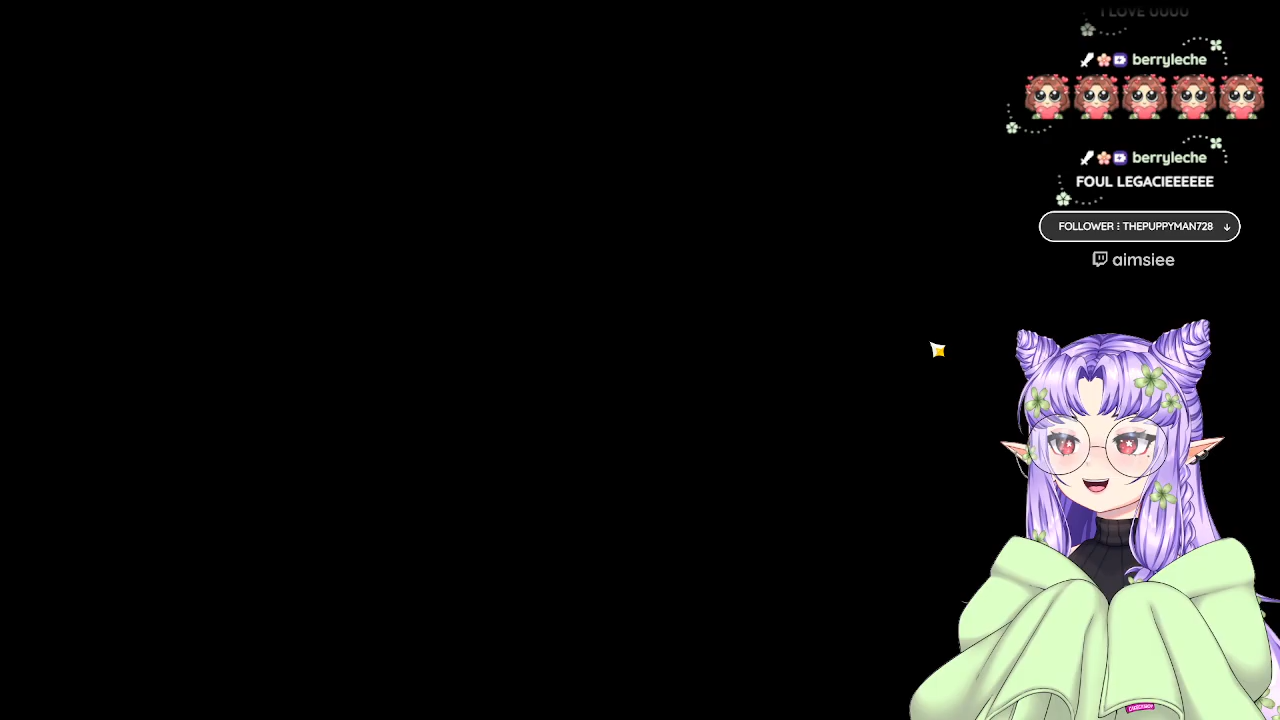 I LOVE UUUU
berryleche
berryleche
FOUL LEGACIEEEEEE
FOLLOWER : THEPUPPYMAN728 ↓
aimsiee